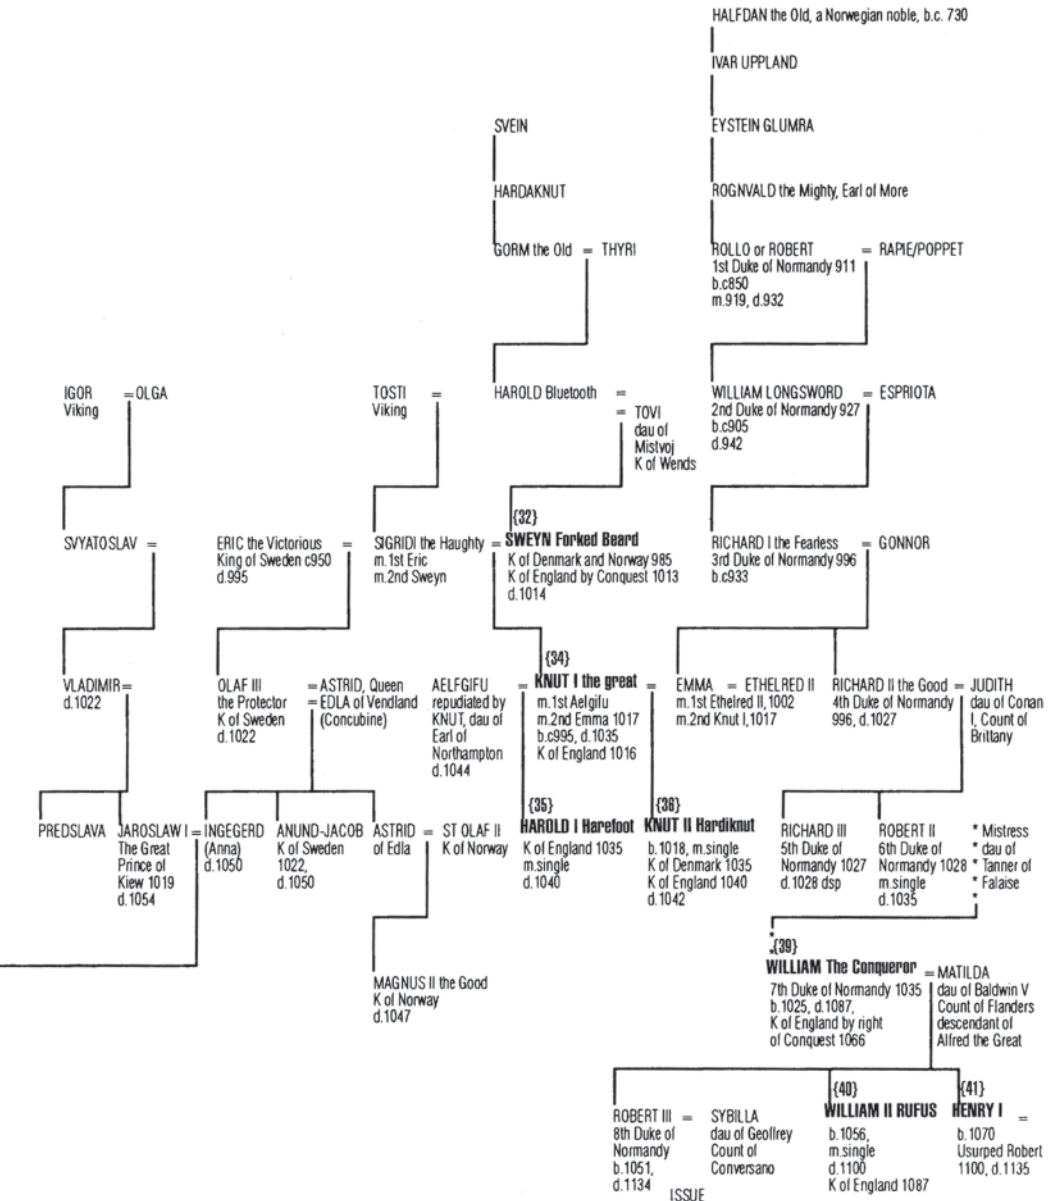 HALFDAN the Old, a Norwegian noble, b.c. 730
IVAR UPPLAND
SVEIN
EYSTEIN GLUMRA
HARDAKNUT
ROGNVALD the Mighty, Earl of More
GORM the Old = THYRI
ROLLO or ROBERT = RAPIE/POPPET
1st Duke of Normandy 911
b.c850
m.919, d.932
IGOR = OLGA
Viking
TOSTI =
Viking
HAROLD Bluetooth =
= TOVI
dau of
Mistvoj
K of Wends
WILLIAM LONGSWORD = ESPRIOTA
2nd Duke of Normandy 927
b.c905
d.942
SVYATOSLAV =
ERIC the Victorious =
King of Sweden c950
d.995
SIGRIDI the Haughty =
m.1st Eric
m.2nd Sweyn
{32}
SWEYN Forked Beard
K of Denmark and Norway 985
K of England by Conquest 1013
d.1014
RICHARD I the Fearless = GONNOR
3rd Duke of Normandy 996
b.c933
VLADIMIR =
d.1022
OLAF III
the Protector
K of Sweden
d.1022
= ASTRID, Queen
= EDLA of Vendland
(Concubine)
AELFGIFU
repudiated by
KNUT, dau of
Earl of
Northampton
d.1044
{34}
= KNUT I the great =
m.1st Aelgifu
m.2nd Emma 1017
b.c995, d.1035
K of England 1016
EMMA = ETHELRED II
m.1st Ethelred II, 1002
m.2nd Knut I, 1017
RICHARD II the Good =
4th Duke of Normandy
996, d.1027
JUDITH
dau of Conan
I, Count of
Brittany
PREDSLAVA
JAROSLAW I =
The Great
Prince of
Kiew 1019
d.1054
INGEGERD
(Anna)
d.1050
ANUND-JACOB
K of Sweden
1022,
d.1050
ASTRID =
of Edla
ST OLAF II
K of Norway
{35}
HAROLD I Harefoot
K of England 1035
m.single
d.1040
{36}
KNUT II Hardiknut
b.1018, m.single
K of Denmark 1035
K of England 1040
d.1042
RICHARD III
5th Duke of
Normandy 1027
d.1028 dsp
ROBERT II
6th Duke of
Normandy 1028
m.single
d.1035
* Mistress
* dau of
* Tanner of
* Falaise
*
MAGNUS II the Good
K of Norway
d.1047
*
*{39}
WILLIAM The Conqueror =
7th Duke of Normandy 1035
b.1025, d.1087,
K of England by right
of Conquest 1066
MATILDA
dau of Baldwin V
Count of Flanders
descendant of
Alfred the Great
ROBERT III =
8th Duke of
Normandy
b.1051,
d.1134
SYBILLA
dau of Geoffrey
Count of
Conversano
ISSUE
{40}
WILLIAM II RUFUS
b.1056,
m.single
d.1100
K of England 1087
{41}
HENRY I =
b.1070
Usurped Robert
1100, d.1135